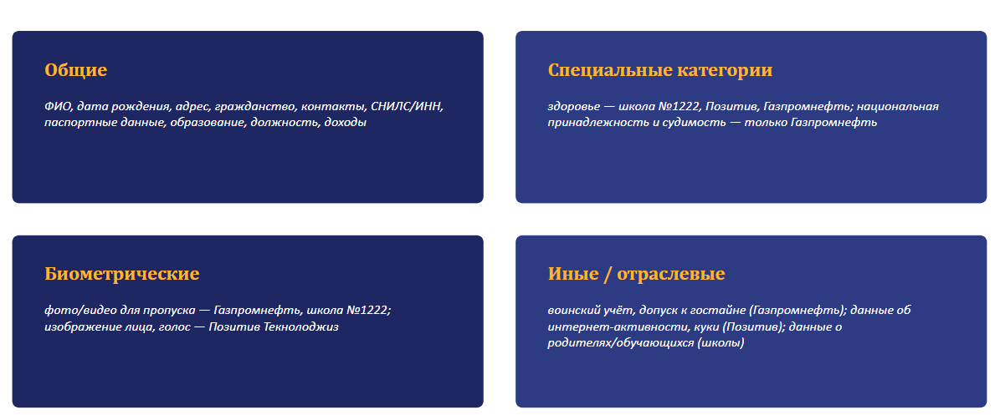 Общие
ФИО, дата рождения, адрес, гражданство, контакты, СНИЛС/ИНН,
паспортные данные, образование, должность, доходы
Специальные категории
здоровье — школа №1222, Позитив, Газпромнефть; национальная
принадлежность и судимость — только Газпромнефть
Биометрические
фото/видео для пропуска — Газпромнефть, школа №1222;
изображение лица, голос — Позитив Текнолоджиз
Иные / отраслевые
воинский учёт, допуск к гостайне (Газпромнефть); данные об
интернет-активности, куки (Позитив); данные о
родителях/обучающихся (школы)